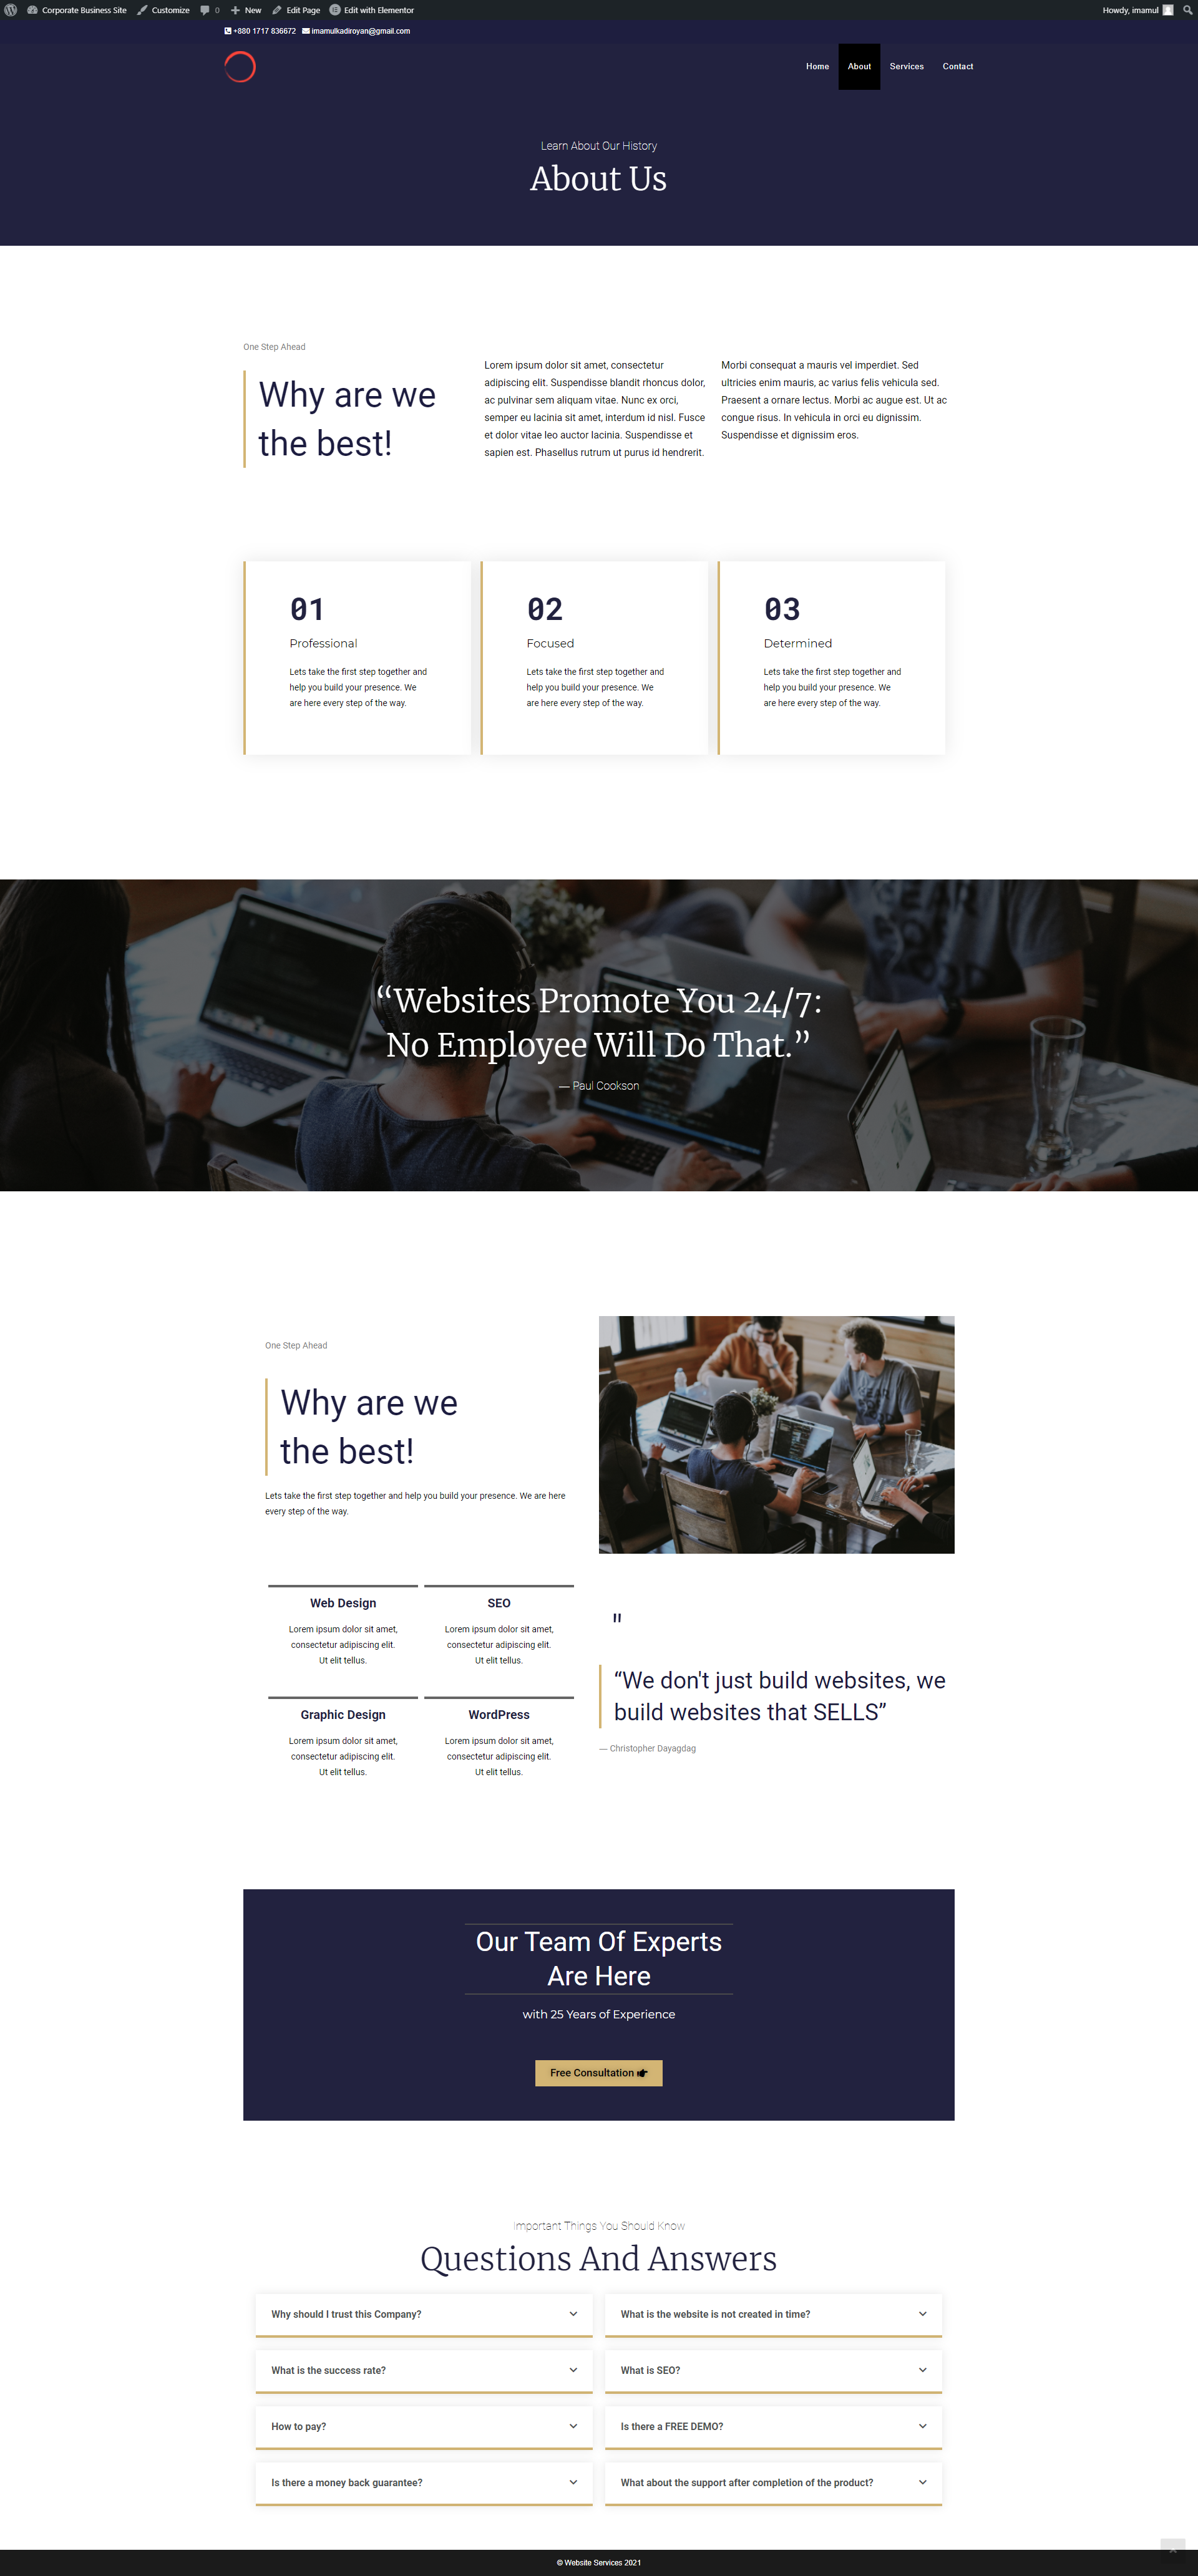 Corporate Business Site Customize 0 New Edit Page Edit with Elementor Howdy, imamul
+880 1717 836672 imamulkadiroyan@gmail.com
Home About Services Contact
Learn About Our History
About Us
One Step Ahead
Why are we
the best!
Lorem ipsum dolor sit amet, consectetur
adipiscing elit. Suspendisse blandit rhoncus dolor,
ac pulvinar sem aliquam vitae. Nunc ex orci,
semper eu lacinia sit amet, interdum id nisl. Fusce
et dolor vitae leo auctor lacinia. Suspendisse et
sapien est. Phasellus rutrum ut purus id hendrerit.
Morbi consequat a mauris vel imperdiet. Sed
ultricies enim mauris, ac varius felis vehicula sed.
Praesent a ornare lectus. Morbi ac augue est. Ut ac
congue risus. In vehicula in orci eu dignissim.
Suspendisse et dignissim eros.
01
Professional
Lets take the first step together and
help you build your presence. We
are here every step of the way.
02
Focused
Lets take the first step together and
help you build your presence. We
are here every step of the way.
03
Determined
Lets take the first step together and
help you build your presence. We
are here every step of the way.
“Websites Promote You 24/7:
No Employee Will Do That.”
— Paul Cookson
One Step Ahead
Why are we
the best!
Lets take the first step together and help you build your presence. We are here
every step of the way.
Web Design
Lorem ipsum dolor sit amet,
consectetur adipiscing elit.
Ut elit tellus.
SEO
Lorem ipsum dolor sit amet,
consectetur adipiscing elit.
Ut elit tellus.
Graphic Design
Lorem ipsum dolor sit amet,
consectetur adipiscing elit.
Ut elit tellus.
WordPress
Lorem ipsum dolor sit amet,
consectetur adipiscing elit.
Ut elit tellus.
"
“We don't just build websites, we
build websites that SELLS”
— Christopher Dayagdag
Our Team Of Experts
Are Here
with 25 Years of Experience
Free Consultation
Important Things You Should Know
Questions And Answers
Why should I trust this Company?
What is the website is not created in time?
What is the success rate?
What is SEO?
How to pay?
Is there a FREE DEMO?
Is there a money back guarantee?
What about the support after completion of the product?
© Website Services 2021